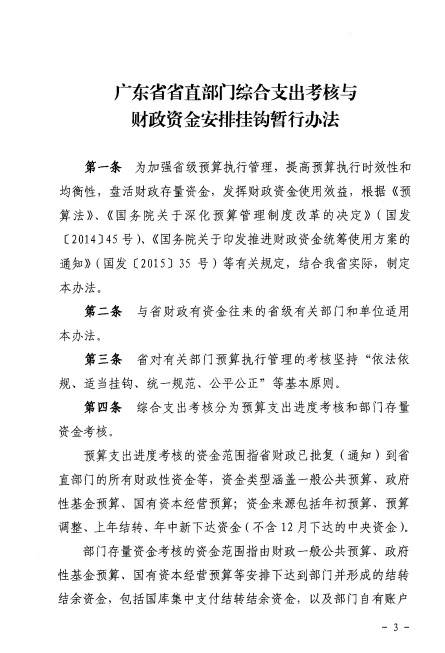 广东省省直部门综合支出考核与
财政资金安排挂钩暂行办法
第一条　为加强省级预算执行管理，提高预算执行时效性和
均衡性，盘活财政存量资金，发挥财政资金使用效益，根据《预
算法》、《国务院关于深化预算管理制度改革的决定》（国发
〔2014〕45号）、《国务院关于印发推进财政资金统筹使用方案的
通知》（国发〔2015〕35 号）等有关规定，结合我省实际，制定
本办法。
第二条　与省财政有资金往来的省级有关部门和单位适用
本办法。
第三条　省对有关部门预算执行管理的考核坚持“依法依
规、适当挂钩、统一规范、公平公正”等基本原则。
第四条　综合支出考核分为预算支出进度考核和部门存量
资金考核。
预算支出进度考核的资金范围指省财政已批复（通知）到省
直部门的所有财政性资金等，资金类型涵盖一般公共预算、政府
性基金预算、国有资本经营预算；资金来源包括年初预算、预算
调整、上年结转、年中新下达资金（不含12月下达的中央资金）。
部门存量资金考核的资金范围指由财政一般公共预算、政府
性基金预算、国有资本经营预算等安排下达到部门并形成的结转
结余资金，包括国库集中支付结转结余资金，以及部门自有账户
- 3 -